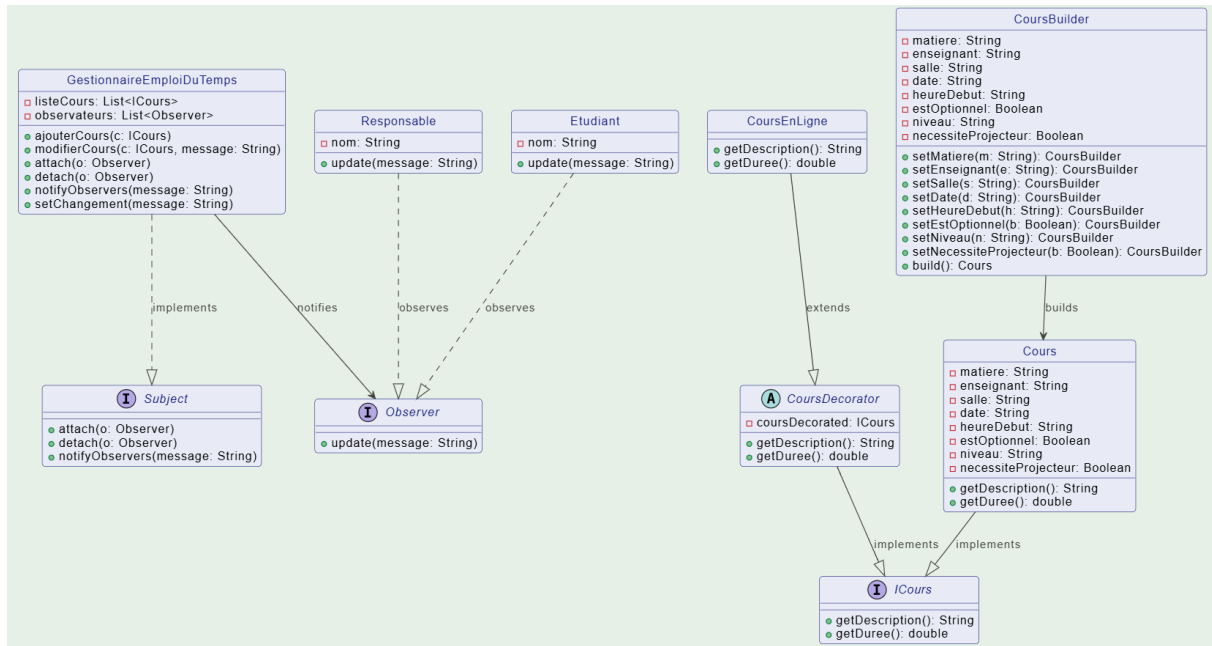 CoursBuilder
matiere: String
enseignant: String
salle: String
date: String
heureDebut: String
estOptionnel: Boolean
niveau: String
necessiteProjecteur: Boolean
setMatiere(m: String): CoursBuilder
setEnseignant(e: String): CoursBuilder
setSalle(s: String): CoursBuilder
setDate(d: String): CoursBuilder
setHeureDebut(h: String): CoursBuilder
setEstOptionnel(b: Boolean): CoursBuilder
setNiveau(n: String): CoursBuilder
setNecessiteProjecteur(b: Boolean): CoursBuilder
build(): Cours
GestionnaireEmploiDuTemps
listeCours: List<ICours>
observateurs: List<Observer>
ajouterCours(c: ICours)
modifierCours(c: ICours, message: String)
attach(o: Observer)
detach(o: Observer)
notifyObservers(message: String)
setChangement(message: String)
Responsable
nom: String
update(message: String)
Etudiant
nom: String
update(message: String)
CoursEnLigne
getDescription(): String
getDuree(): double
implements
notifies
observes
observes
extends
builds
I Subject
attach(o: Observer)
detach(o: Observer)
notifyObservers(message: String)
I Observer
update(message: String)
A CoursDecorator
coursDecorated: ICours
getDescription(): String
getDuree(): double
Cours
matiere: String
enseignant: String
salle: String
date: String
heureDebut: String
estOptionnel: Boolean
niveau: String
necessiteProjecteur: Boolean
getDescription(): String
getDuree(): double
implements
implements
I ICours
getDescription(): String
getDuree(): double